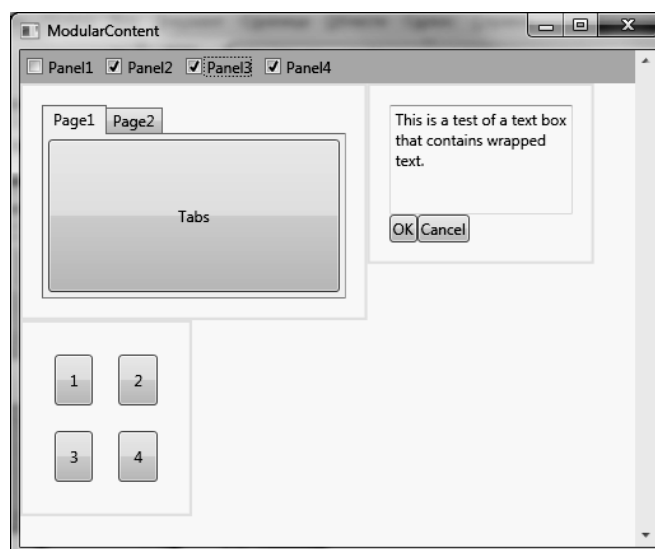 ModularContent
Panel1 Panel2 Panel3 Panel4
Page1 Page2
Tabs
This is a test of a text box
that contains wrapped
text.
OK Cancel
1 2
3 4